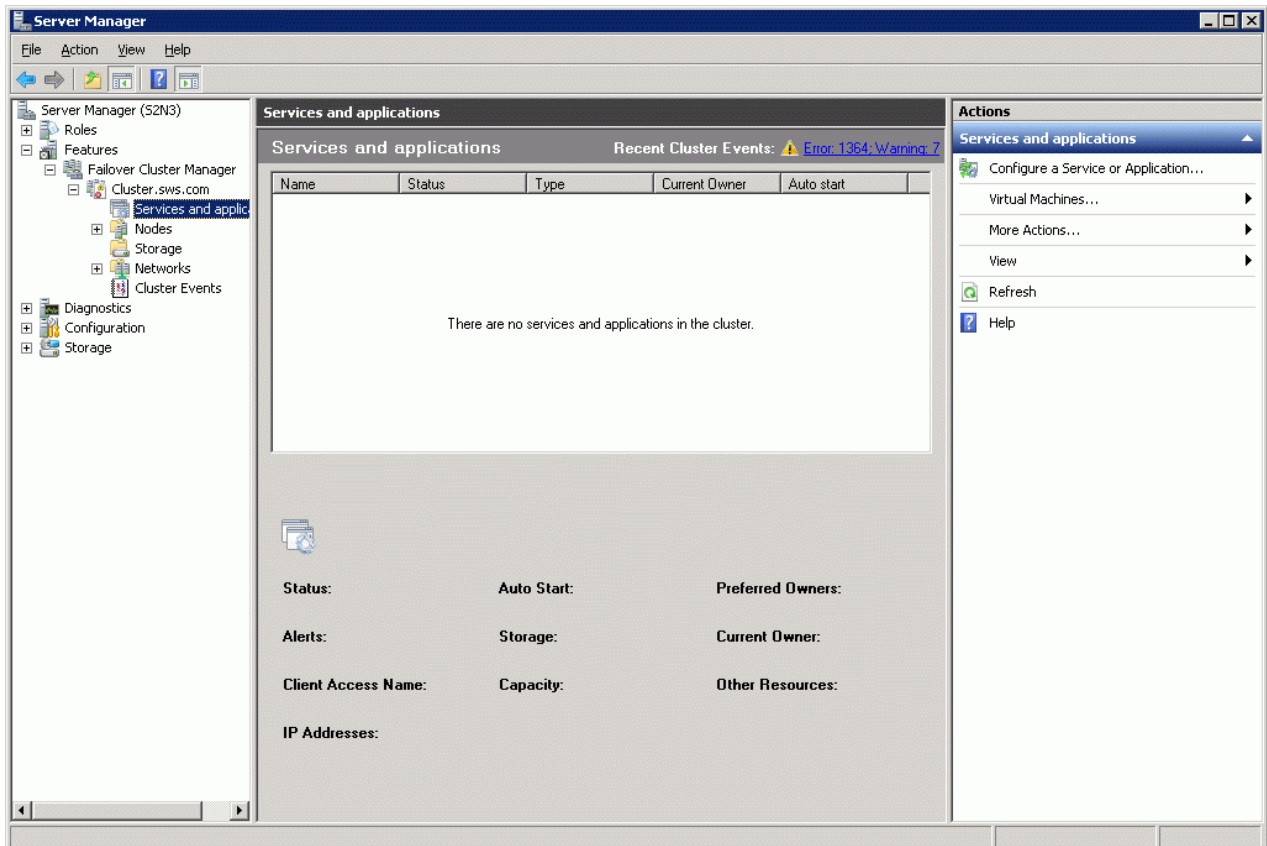 Server Manager
File Action View Help
Server Manager (S2N3)
Roles
Features
Failover Cluster Manager
Cluster.sws.com
Services and applic
Nodes
Storage
Networks
Cluster Events
Diagnostics
Configuration
Storage
Services and applications
Services and applications Recent Cluster Events: Error: 1364; Warning: 7
Name Status Type Current Owner Auto start
There are no services and applications in the cluster.
Status: Auto Start: Preferred Owners:
Alerts: Storage: Current Owner:
Client Access Name: Capacity: Other Resources:
IP Addresses:
Actions
Services and applications
Configure a Service or Application...
Virtual Machines...
More Actions...
View
Refresh
Help